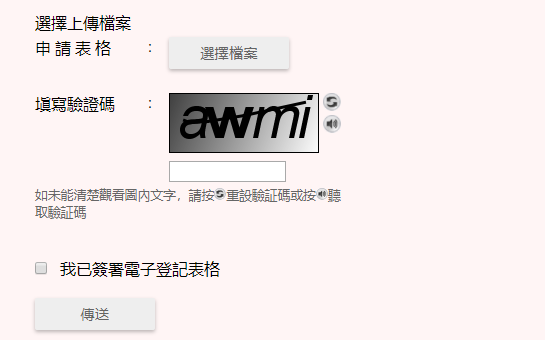 選擇上傳檔案
申請表格 : 選擇檔案
填寫驗證碼 : awmi
如未能清楚觀看圖內文字，請按重設驗証碼或按聽
取驗証碼
我已簽署電子登記表格
傳送